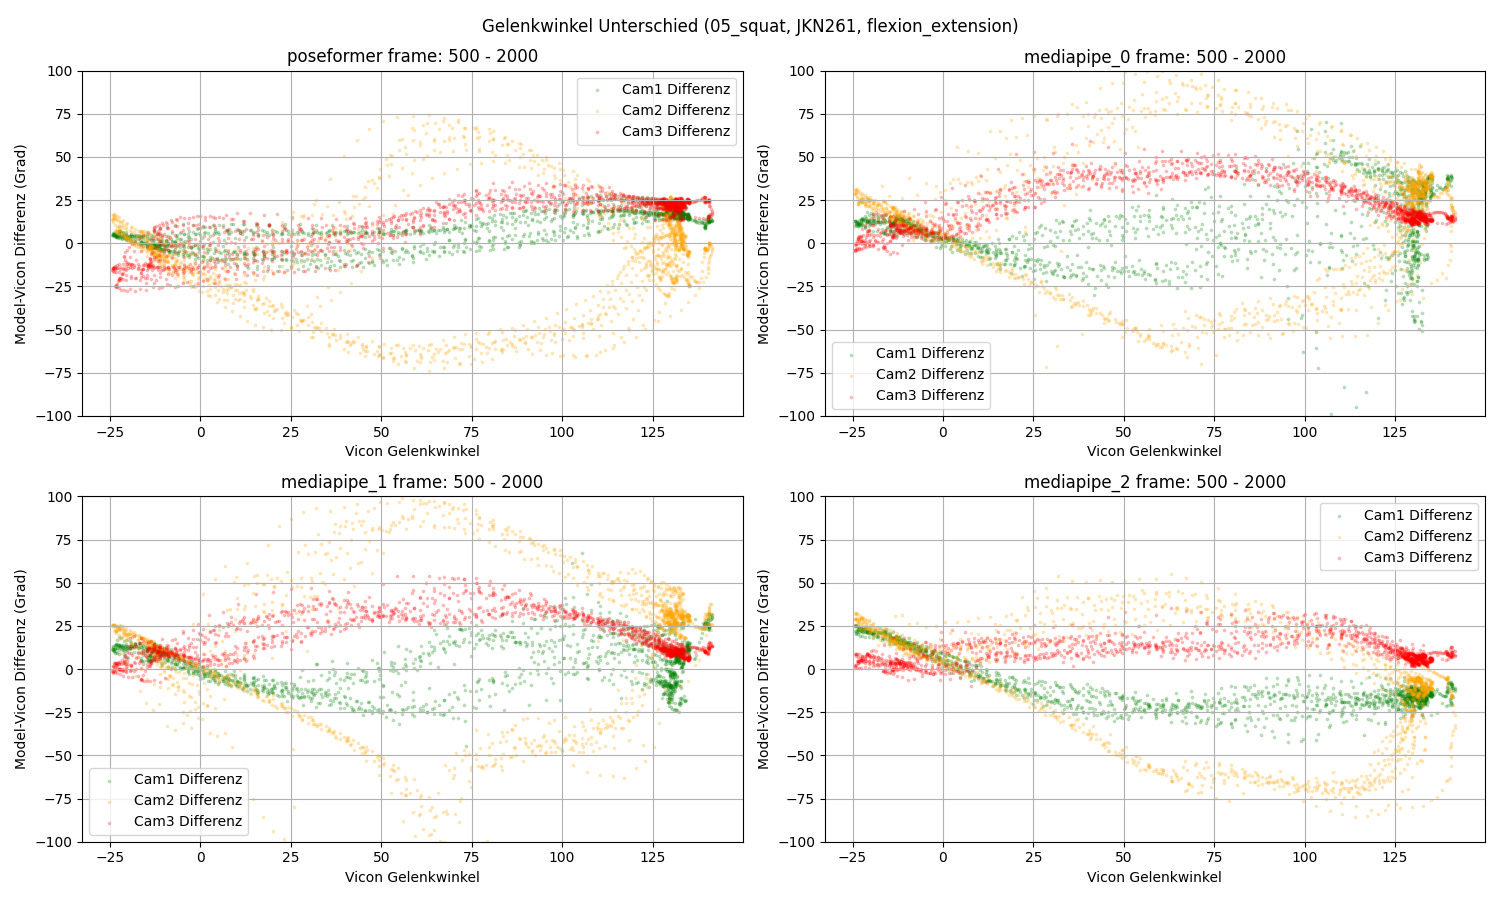 Gelenkwinkel Unterschied (05_squat, JKN261, flexion_extension)
poseformer frame: 500 - 2000
100
75
50
25
0
−25
−50
−75
−100
Model-Vicon Differenz (Grad)
Cam1 Differenz
Cam2 Differenz
Cam3 Differenz
−25 0 25 50 75 100 125
Vicon Gelenkwinkel
mediapipe_0 frame: 500 - 2000
100
75
50
25
0
−25
−50
−75
−100
Model-Vicon Differenz (Grad)
Cam1 Differenz
Cam2 Differenz
Cam3 Differenz
−25 0 25 50 75 100 125
Vicon Gelenkwinkel
mediapipe_1 frame: 500 - 2000
100
75
50
25
0
−25
−50
−75
−100
Model-Vicon Differenz (Grad)
Cam1 Differenz
Cam2 Differenz
Cam3 Differenz
−25 0 25 50 75 100 125
Vicon Gelenkwinkel
mediapipe_2 frame: 500 - 2000
100
75
50
25
0
−25
−50
−75
−100
Model-Vicon Differenz (Grad)
Cam1 Differenz
Cam2 Differenz
Cam3 Differenz
−25 0 25 50 75 100 125
Vicon Gelenkwinkel